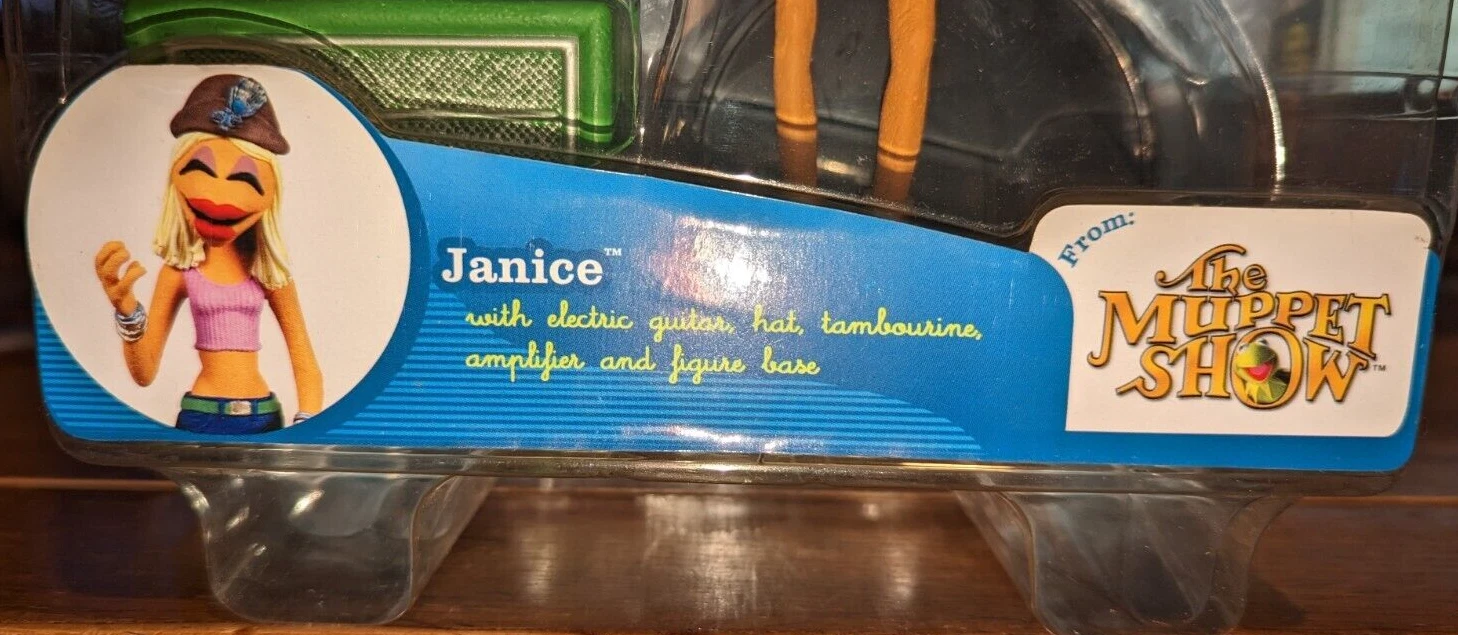 Janice™
with electric guitar, hat, tambourine,
amplifier and figure base
From:
The
MUPPET
SHOW™